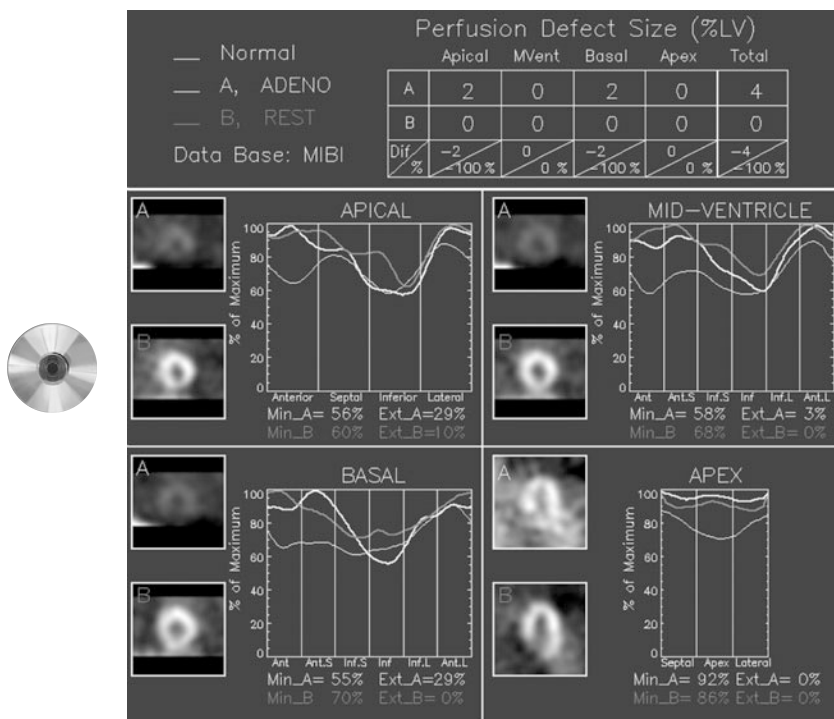 Perfusion Defect Size (%LV)
Normal
A, ADENO
B, REST
Data Base: MIBI
Apical MVent Basal Apex Total
A 2 0 2 0 4
B 0 0 0 0 0
Dif % -2 -100 % 0 0 % -2 -100 % 0 0 % -4 -100 %
A
B
APICAL
% of Maximum
100
80
60
40
20
0
Anterior Septal Inferior Lateral
Min_A= 56% Ext_A=29%
Min_B 60% Ext_B=10%
A
B
MID-VENTRICLE
% of Maximum
100
80
60
40
20
0
Ant Ant.S Inf.S Inf Inf.L Ant.L
Min_A= 58% Ext_A= 3%
Min_B 68% Ext_B= 0%
A
B
BASAL
% of Maximum
100
80
60
40
20
0
Ant Ant.S Inf.S Inf Inf.L Ant.L
Min_A= 55% Ext_A=29%
Min_B 70% Ext_B= 0%
A
B
APEX
% of Maximum
100
80
60
40
20
0
Septal Apex Lateral
Min_A= 92% Ext_A= 0%
Min_B= 86% Ext_B= 0%